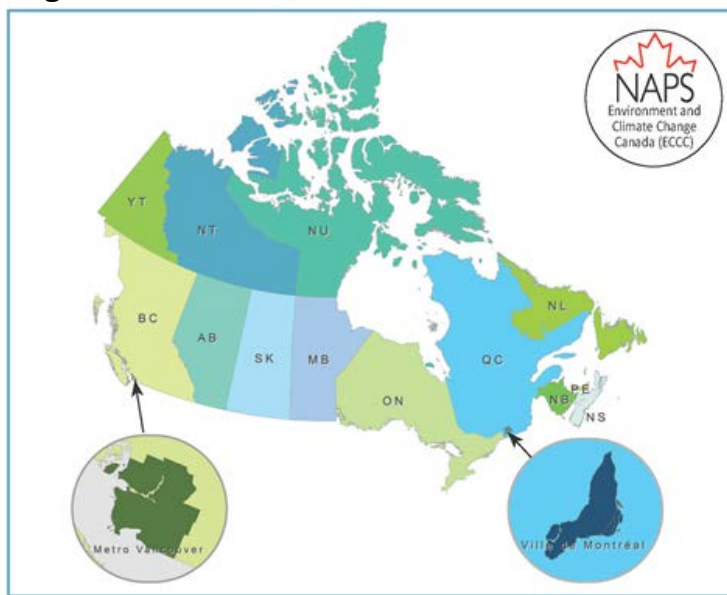 NAPS
Environment and
Climate Change
Canada (ECCC)
YT
NT
NU
BC
AB
SK
MB
ON
QC
NL
PE
NB
NS
Metro Vancouver
Ville de Montréal